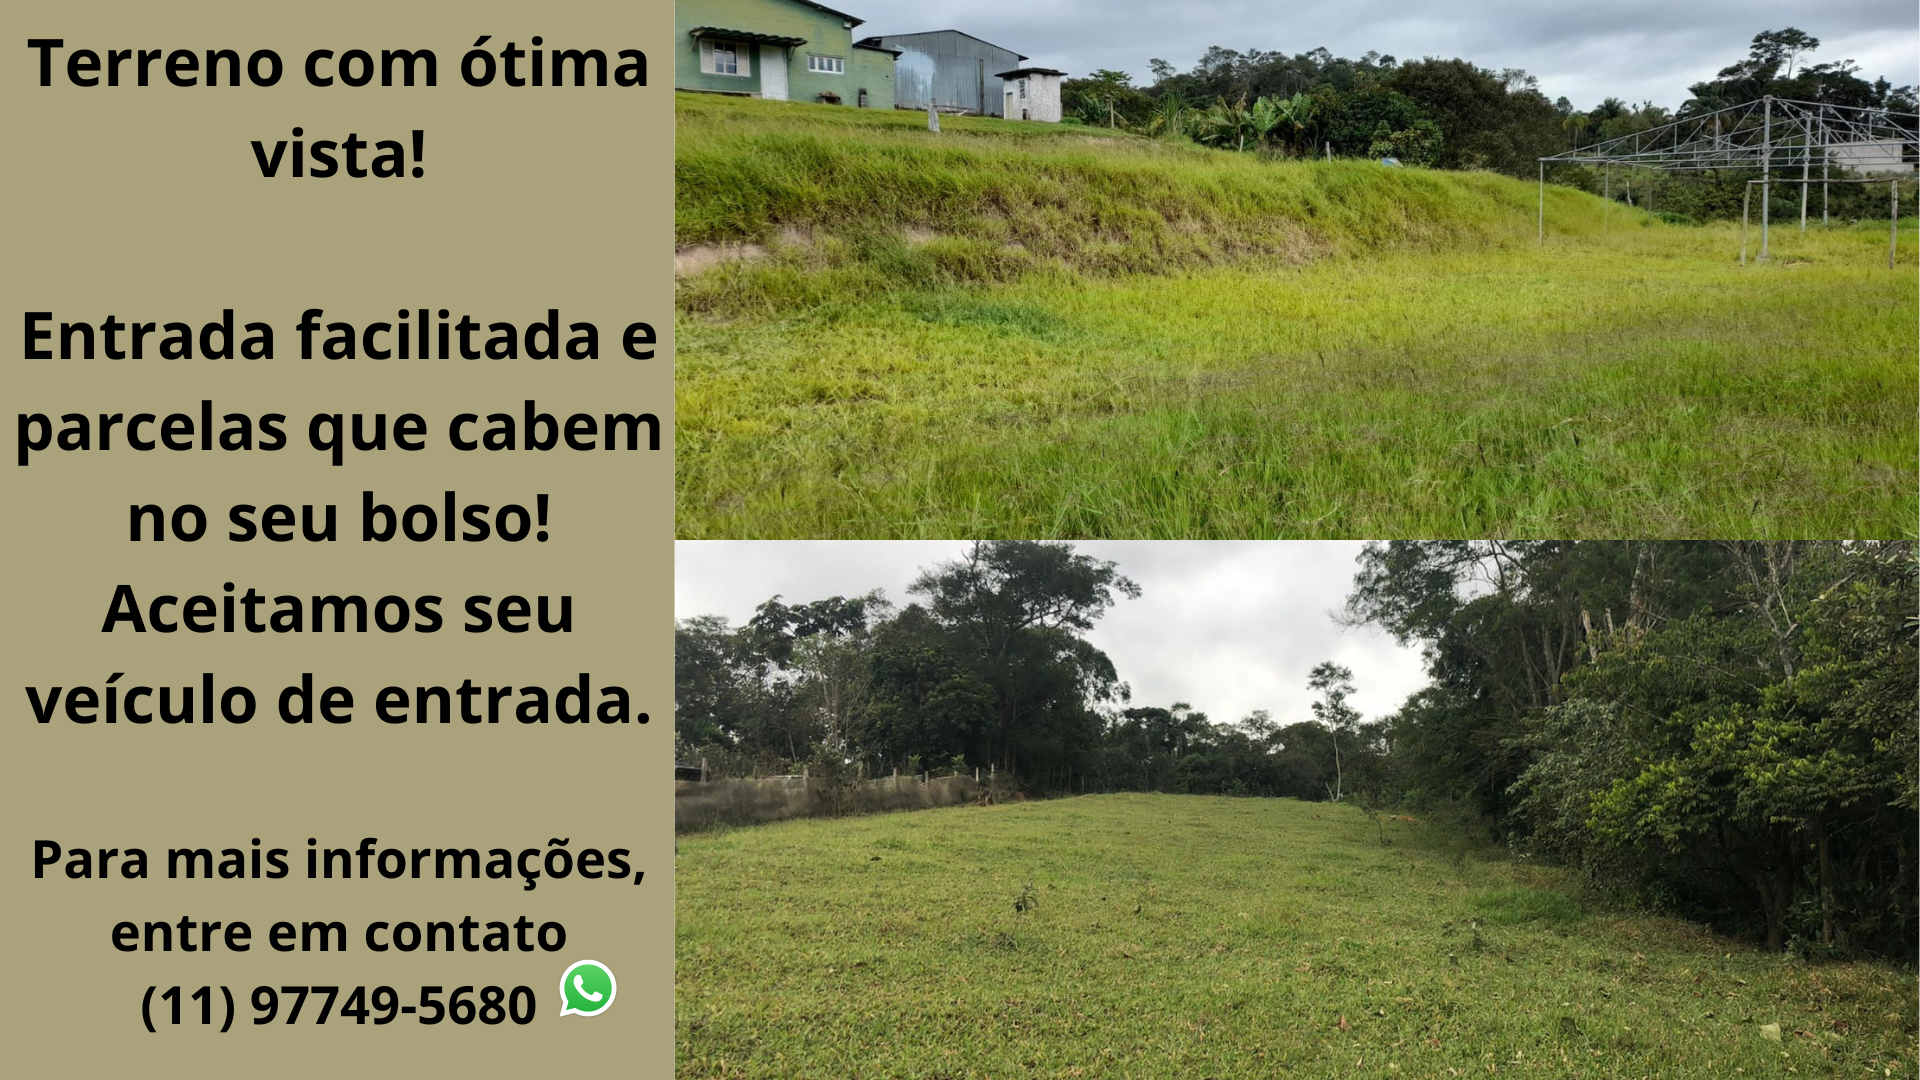 Terreno com ótima
vista!
Entrada facilitada e
parcelas que cabem
no seu bolso!
Aceitamos seu
veículo de entrada.
Para mais informações,
entre em contato
(11) 97749-5680